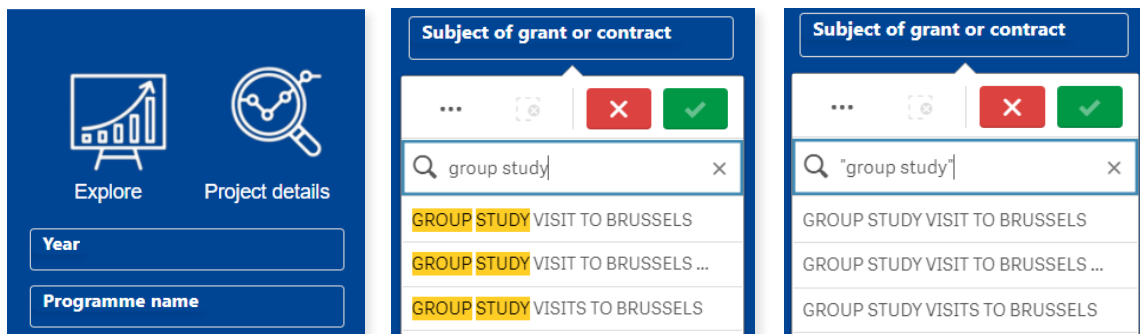 Explore
Project details
Year
Programme name
Subject of grant or contract
group study
GROUP STUDY VISIT TO BRUSSELS
GROUP STUDY VISIT TO BRUSSELS ...
GROUP STUDY VISITS TO BRUSSELS
Subject of grant or contract
"group study"
GROUP STUDY VISIT TO BRUSSELS
GROUP STUDY VISIT TO BRUSSELS ...
GROUP STUDY VISITS TO BRUSSELS